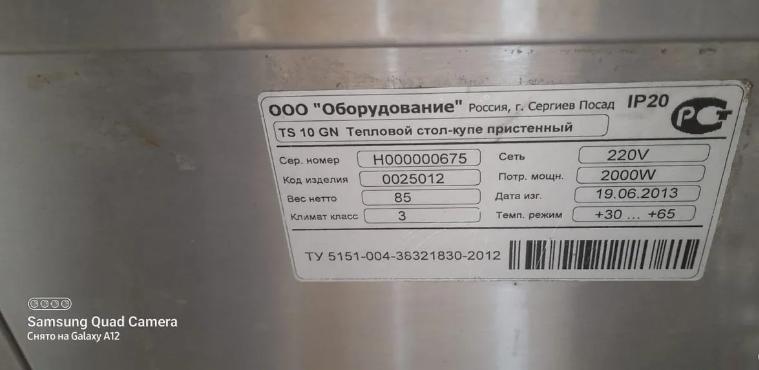 ООО "Оборудование" Россия, г. Сергиев Посад IP20
РСТ
TS 10 GN Тепловой стол-купе пристенный
Сер. номер H000000675 Сеть 220V
Код изделия 0025012 Потр. мощн. 2000W
Вес нетто 85 Дата изг. 19.06.2013
Климат класс 3 Темп. режим +30 ... +65
ТУ 5151-004-38321830-2012
Samsung Quad Camera
Снято на Galaxy A12